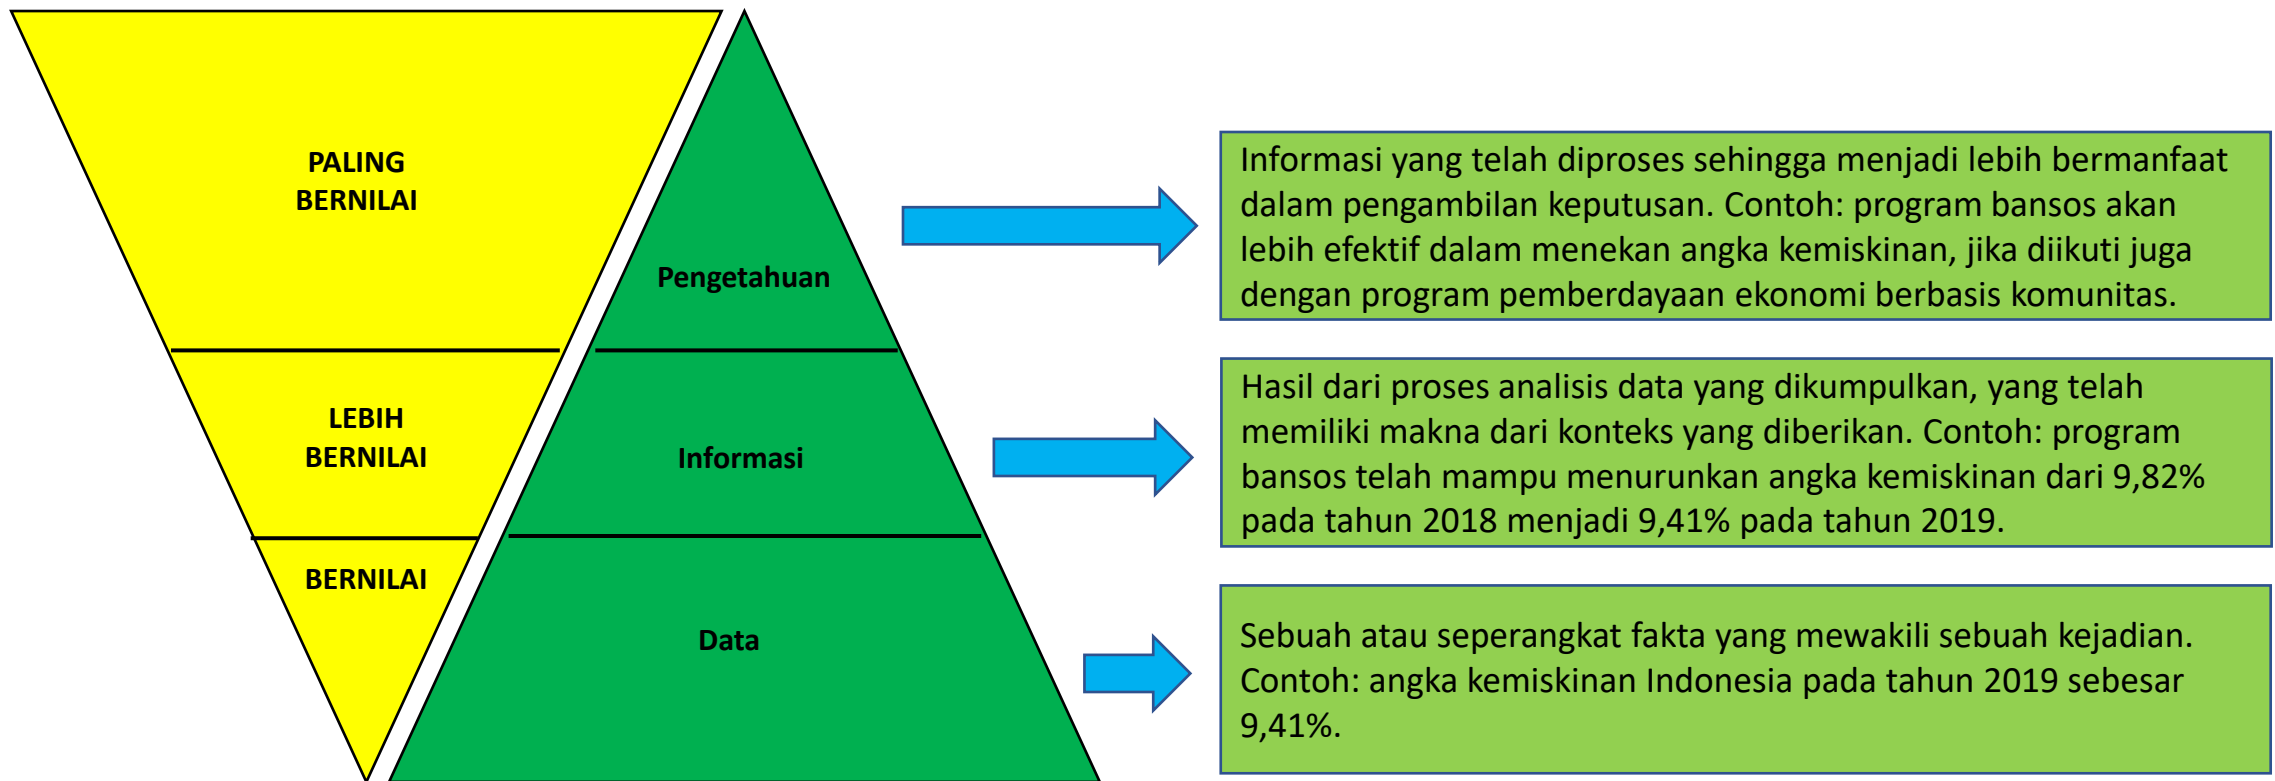 PALING
BERNILAI
LEBIH
BERNILAI
BERNILAI
Pengetahuan
Informasi
Data
Informasi yang telah diproses sehingga menjadi lebih bermanfaat
dalam pengambilan keputusan. Contoh: program bansos akan
lebih efektif dalam menekan angka kemiskinan, jika diikuti juga
dengan program pemberdayaan ekonomi berbasis komunitas.
Hasil dari proses analisis data yang dikumpulkan, yang telah
memiliki makna dari konteks yang diberikan. Contoh: program
bansos telah mampu menurunkan angka kemiskinan dari 9,82%
pada tahun 2018 menjadi 9,41% pada tahun 2019.
Sebuah atau seperangkat fakta yang mewakili sebuah kejadian.
Contoh: angka kemiskinan Indonesia pada tahun 2019 sebesar
9,41%.